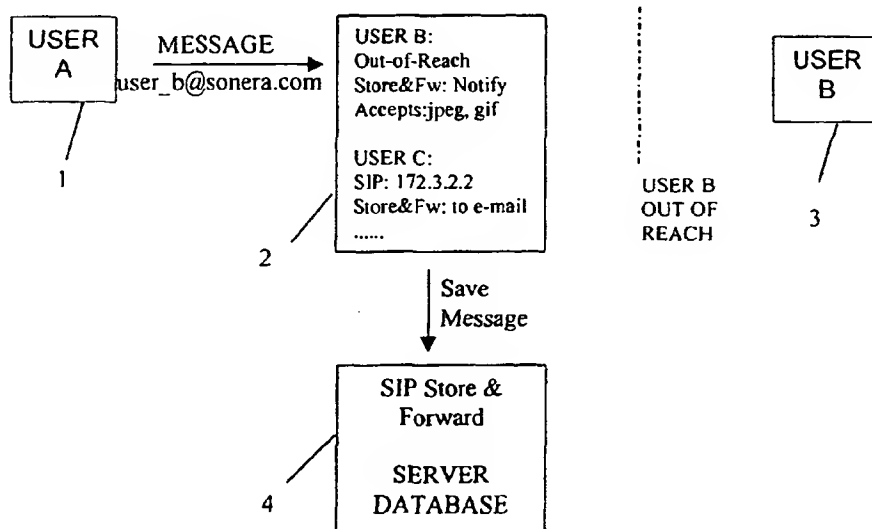 USER
A
MESSAGE
user_b@sonera.com
1
USER B:
Out-of-Reach
Store&Fw: Notify
Accepts:jpeg, gif
USER C:
SIP: 172.3.2.2
Store&Fw: to e-mail
......
2
USER B
OUT OF
REACH
USER
B
3
Save
Message
SIP Store &
Forward
SERVER
DATABASE
4